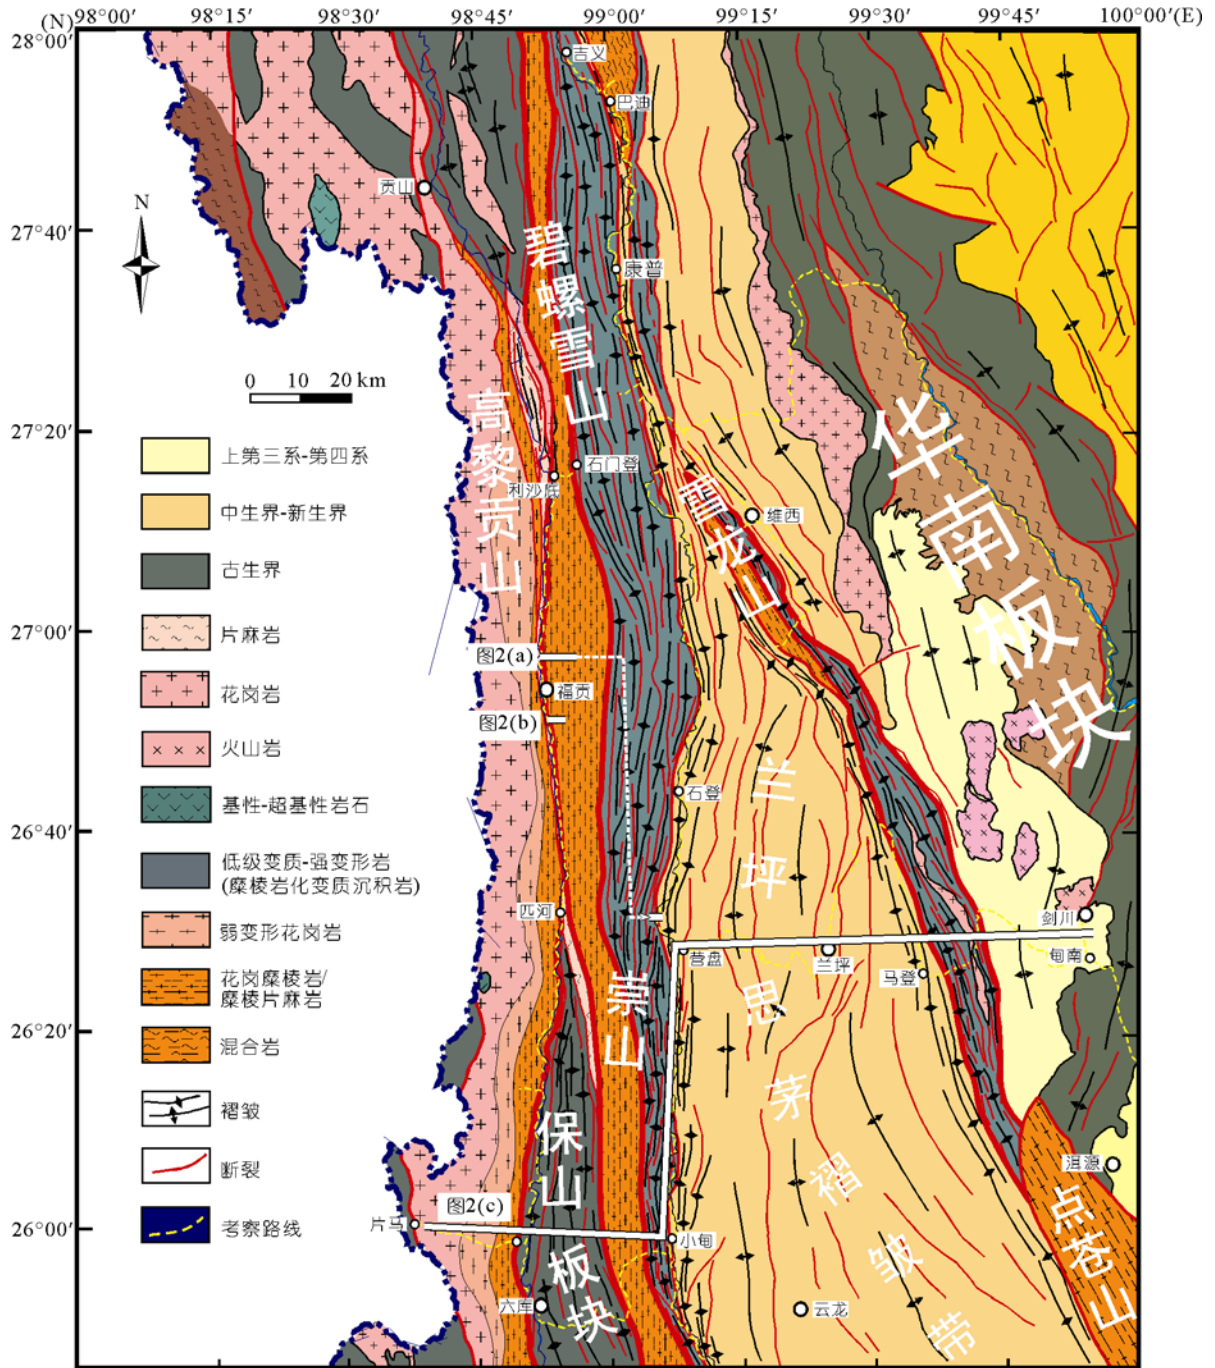 (N) 98°00′ 98°15′ 98°30′ 98°45′ 99°00′ 99°15′ 99°30′ 99°45′ 100°00′(E)
28°00′
吉义
巴迪
贡山
N
27°40′
碧螺雪山
康普
0 10 20 km
高黎贡山
华南板块
27°20′
上第三系-第四系
石门登
利沙底
雪龙山
维西
中生界-新生界
古生界
27°00′
片麻岩
图2(a)
福贡
花岗岩
图2(b)
火山岩
兰坪思茅褶皱带
石登
基性-超基性岩石
26°40′
低级变质-强变形岩
(糜棱岩化变质沉积岩)
匹河
剑川
弱变形花岗岩
营盘
兰坪
马登
甸南
花岗糜棱岩/
糜棱片麻岩
崇山
26°20′
混合岩
褶皱
保山板块
断裂
洱源
点苍山
图2(c)
片马
26°00′
考察路线
小甸
六库
云龙